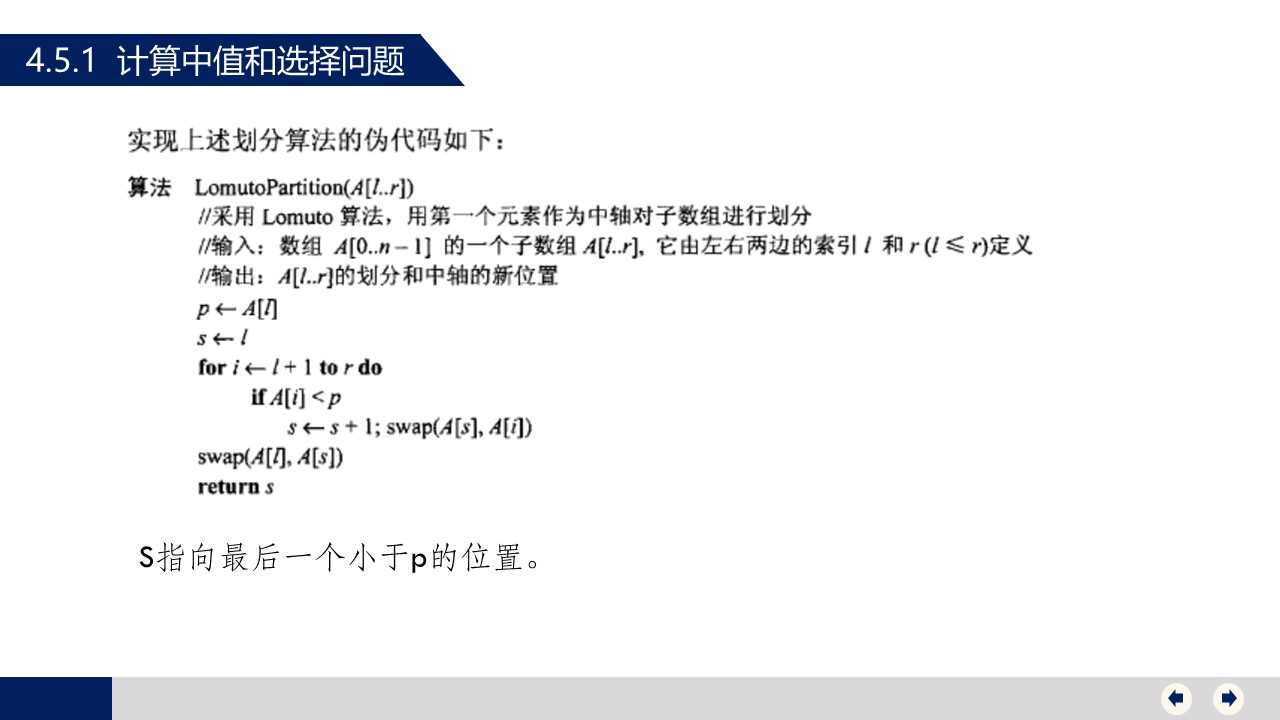 4.5.1 计算中值和选择问题
实现上述划分算法的伪代码如下：
算法 LomutoPartition(A[l..r])
//采用 Lomuto 算法，用第一个元素作为中轴对子数组进行划分
//输入：数组 A[0..n – 1] 的一个子数组 A[l..r], 它由左右两边的索引 l 和 r (l ≤ r)定义
//输出：A[l..r]的划分和中轴的新位置
p ← A[l]
s ← l
for i ← l + 1 to r do
if A[i] < p
s ← s + 1; swap(A[s], A[i])
swap(A[l], A[s])
return s
S指向最后一个小于p的位置。